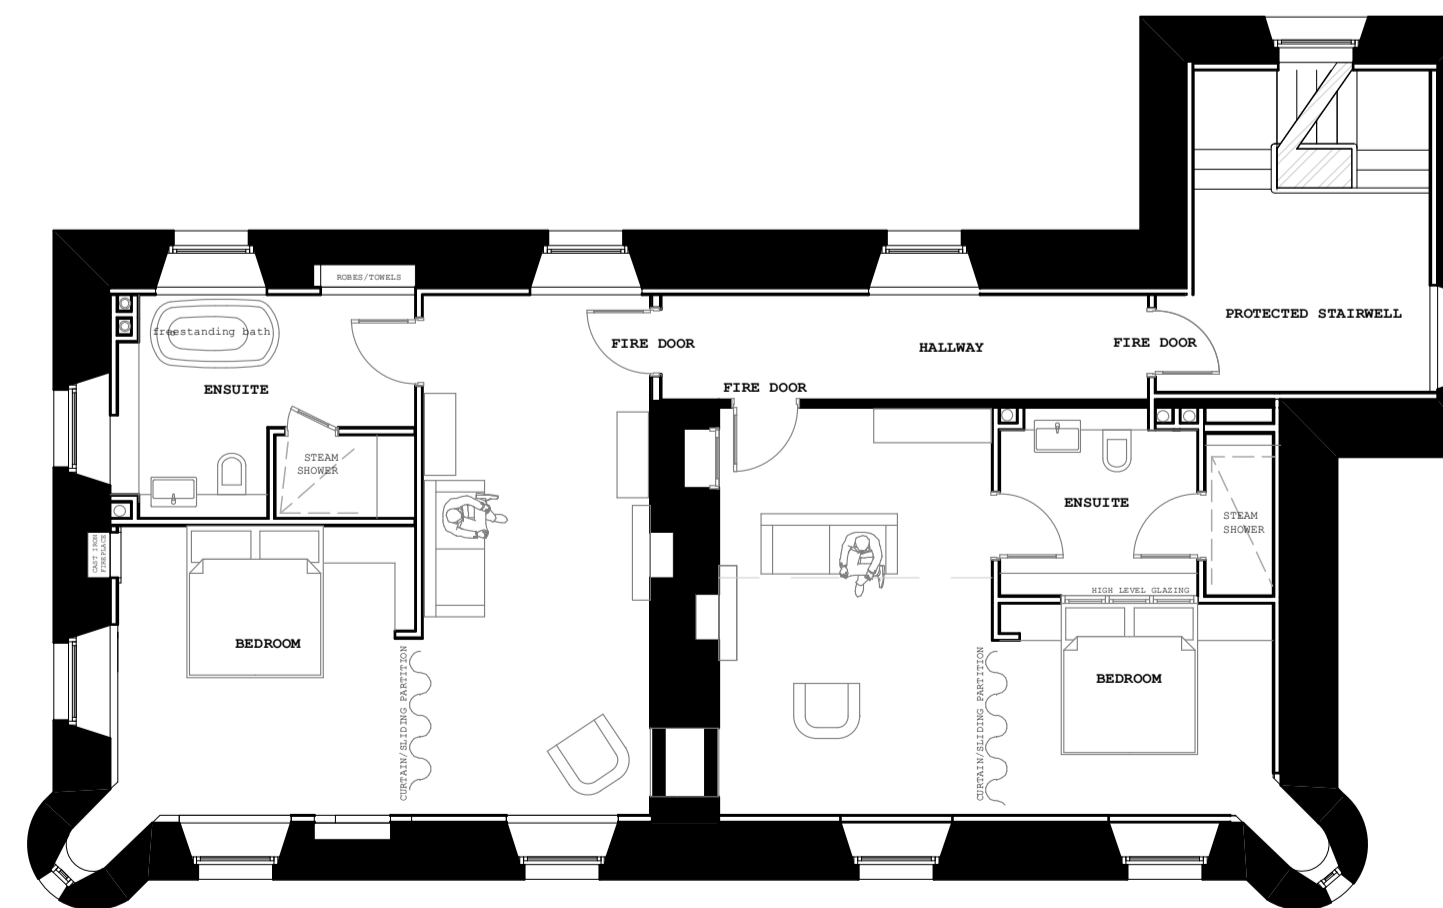 ROBES/TOWELS
PROTECTED STAIRWELL
freestanding bath
FIRE DOOR
HALLWAY
FIRE DOOR
ENSUITE
FIRE DOOR
STEAM
SHOWER
ENSUITE
STEAM
SHOWER
CAST IRON
FIREPLACE
HIGH LEVEL GLAZING
BEDROOM
BEDROOM
CURTAIN/SLIDING PARTITION
CURTAIN/SLIDING PARTITION